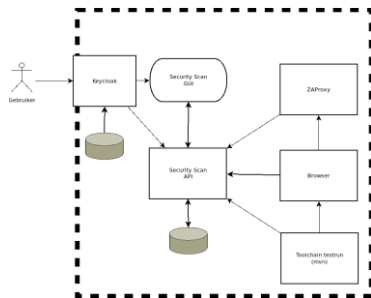 Gebruiker
Keycloak
Security Scan
GUI
ZAProxy
Security Scan
API
Browser
Toolchain testrun
(mvn)